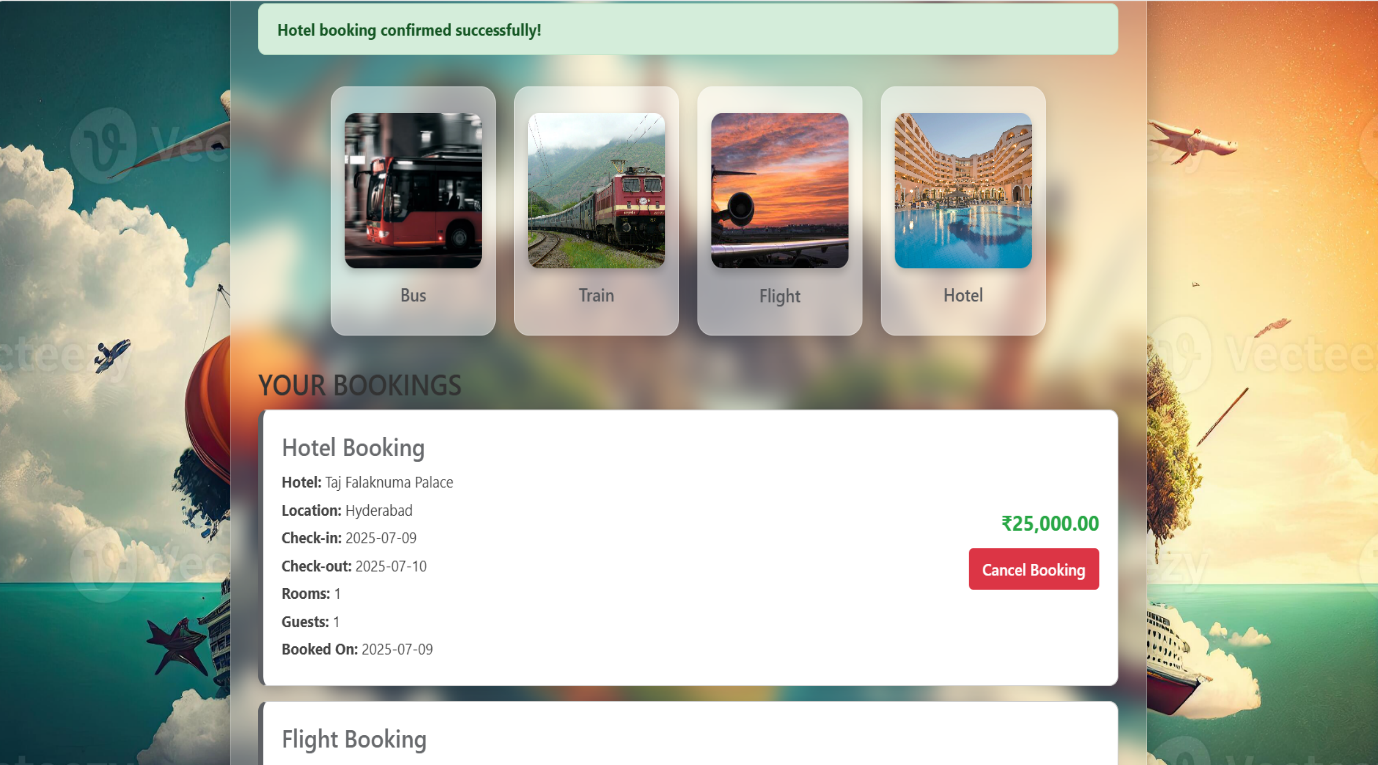 Hotel booking confirmed successfully!
Bus
Train
Flight
Hotel
YOUR BOOKINGS
Hotel Booking
Hotel: Taj Falaknuma Palace
Location: Hyderabad
Check-in: 2025-07-09
Check-out: 2025-07-10
₹25,000.00
Cancel Booking
Rooms: 1
Guests: 1
Booked On: 2025-07-09
Flight Booking